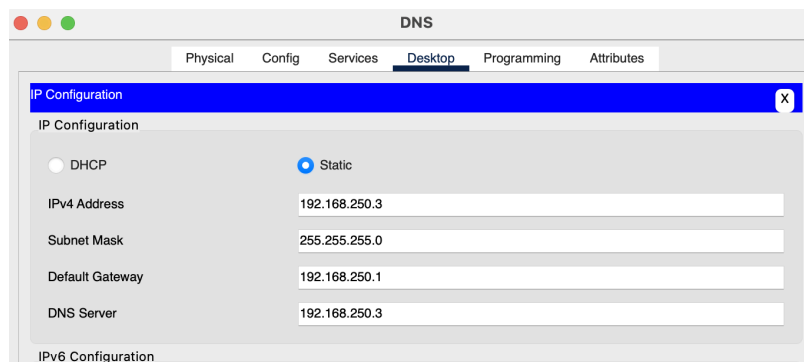 DNS
Physical Config Services Desktop Programming Attributes
IP Configuration
X
IP Configuration
DHCP Static
IPv4 Address 192.168.250.3
Subnet Mask 255.255.255.0
Default Gateway 192.168.250.1
DNS Server 192.168.250.3
IPv6 Configuration